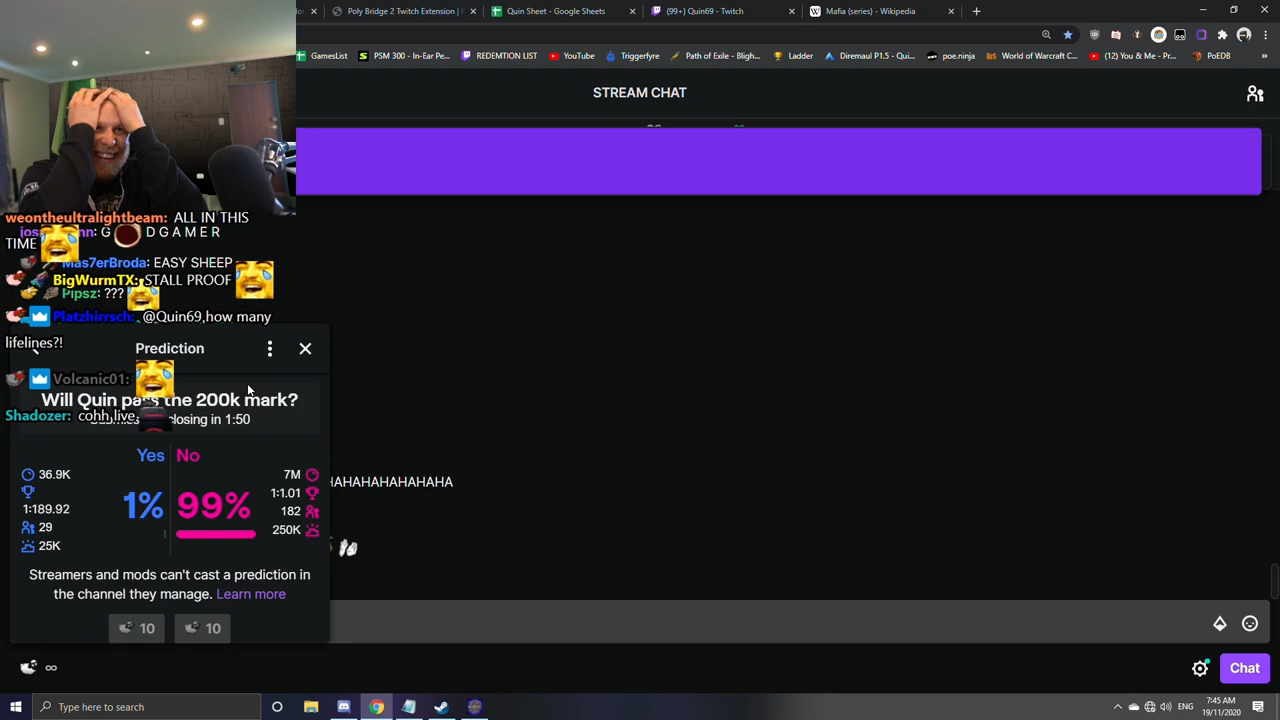 Poly Bridge 2 Twitch Extension |
Quin Sheet - Google Sheets
(99+) Quin69 - Twitch
Mafia (series) - Wikipedia
GamesList
PSM 300 - In-Ear Pe...
REDEMTION LIST
YouTube
Triggerfyre
Path of Exile - Bligh...
Ladder
Diremaul P1.5 - Qui...
poe.ninja
World of Warcraft C...
(12) You & Me - Pr...
PoEDB
STREAM CHAT
weontheultralightbeam: ALL IN THIS
TIME
D G A M E R
Mas7erBroda: EASY SHEEP
BigWurmTX: STALL PROOF
Pipsz: ???
Platzhirrsch: @Quin69,how many
lifelines?!
Prediction
Volcanic01:
Will Quin pass the 200k mark?
Shadozer: cohh live
closing in 1:50
Yes
No
36.9K
7M
1:189.92
1:1.01
1%
99%
29
182
25K
250K
HAHAHAHAHAHAHA
Streamers and mods can't cast a prediction in
the channel they manage. Learn more
10
10
∞
Chat
Type here to search
ENG
7:45 AM
19/11/2020